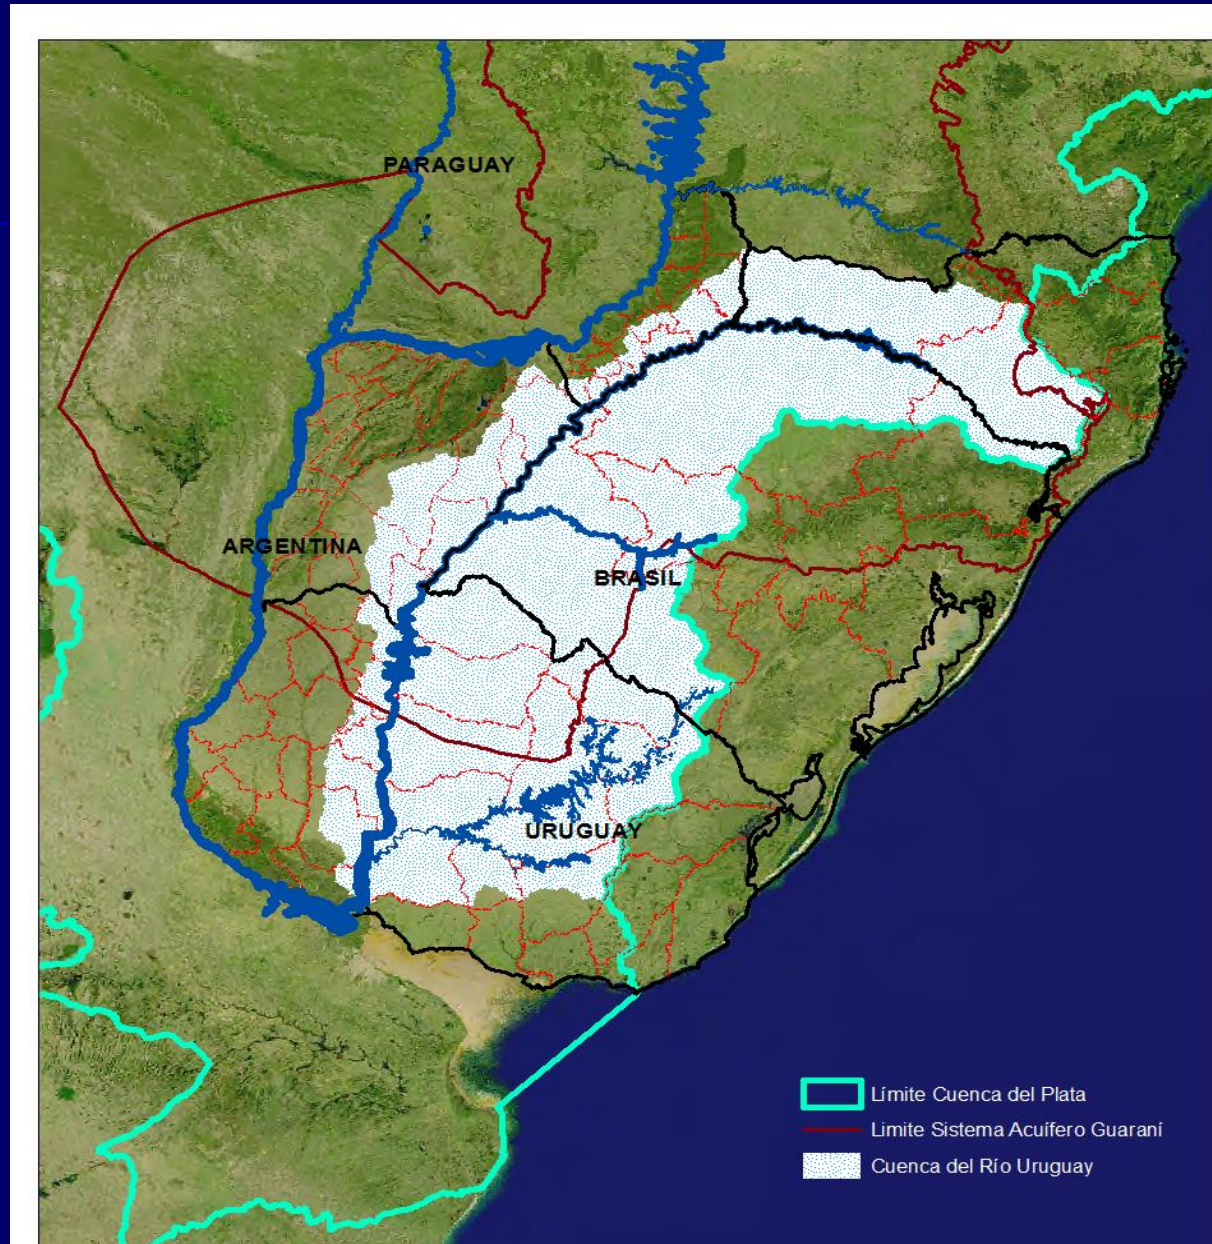 PARAGUAY
ARGENTINA
BRASIL
URUGUAY
Límite Cuenca del Plata
Limite Sistema Acuífero Guaraní
Cuenca del Río Uruguay